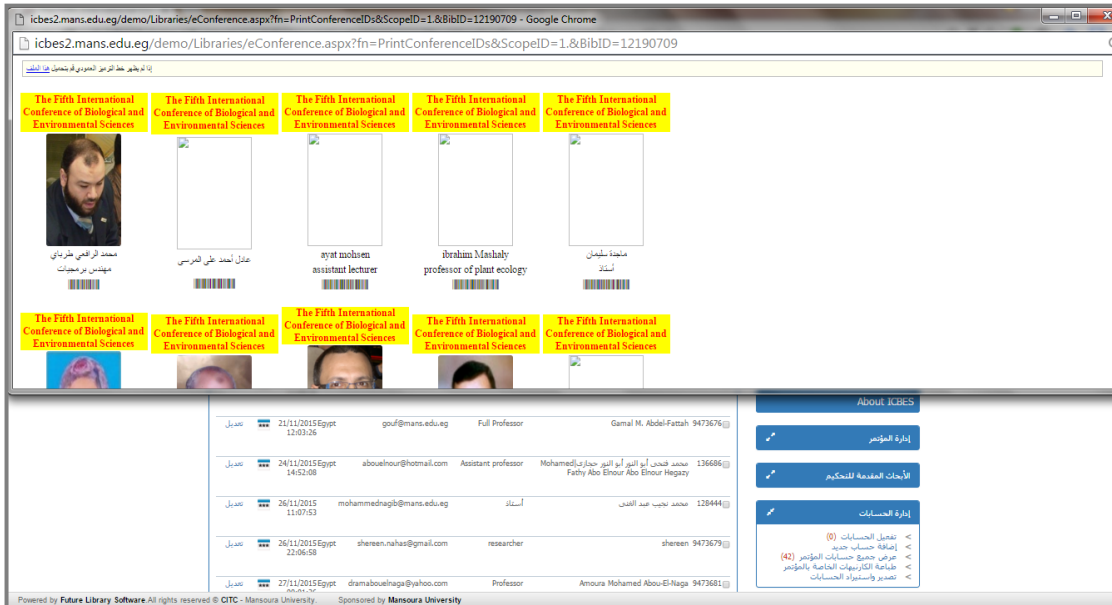 icbes2.mans.edu.eg/demo/Libraries/eConference.aspx?fn=PrintConferenceIDs&ScopeID=1.&BibID=12190709 - Google Chrome
icbes2.mans.edu.eg/demo/Libraries/eConference.aspx?fn=PrintConferenceIDs&ScopeID=1.&BibID=12190709
إذا لم يظهر خط الترميز العمودي قم بتحميل هذا الملف
The Fifth International
Conference of Biological and
Environmental Sciences
محمد الرافعي طرباي
مهندس برمجيات
The Fifth International
Conference of Biological and
Environmental Sciences
عادل أحمد على المرسي
The Fifth International
Conference of Biological and
Environmental Sciences
ayat mohsen
assistant lecturer
The Fifth International
Conference of Biological and
Environmental Sciences
ibrahim Mashaly
professor of plant ecology
The Fifth International
Conference of Biological and
Environmental Sciences
ماجدة سليمان
أستاذ
The Fifth International
Conference of Biological and
Environmental Sciences
The Fifth International
Conference of Biological and
Environmental Sciences
The Fifth International
Conference of Biological and
Environmental Sciences
The Fifth International
Conference of Biological and
Environmental Sciences
The Fifth International
Conference of Biological and
Environmental Sciences
About ICBES
إدارة المؤتمر
الأبحاث المقدمة للتحكيم
إدارة الحسابات
> تفعيل الحسابات (0)
> إضافة حساب جديد
> عرض جميع حسابات المؤتمر (42)
> طباعة الكارنيهات الخاصة بالمؤتمر
> تصدير واستيراد الحسابات
9473676 Gamal M. Abdel-Fattah Full Professor gouf@mans.edu.eg Egypt 21/11/2015 تعديل
12:03:26
136686 محمد فتحى أبو النور أبو النور حجازى|Mohamed Assistant professor abouelnour@hotmail.com Egypt 24/11/2015 تعديل
Fathy Abo Elnour Abo Elnour Hegazy 14:52:08
128444 محمد نجيب عبد الغنى أستاذ mohammednagib@mans.edu.eg 26/11/2015 تعديل
11:07:53
9473679 shereen researcher shereen.nahas@gmail.com Egypt 26/11/2015 تعديل
22:06:58
9473681 Amoura Mohamed Abou-El-Naga Professor dramabouelnaga@yahoo.com Egypt 27/11/2015 تعديل
Powered by Future Library Software. All rights reserved © CITC - Mansoura University. Sponsored by Mansoura University